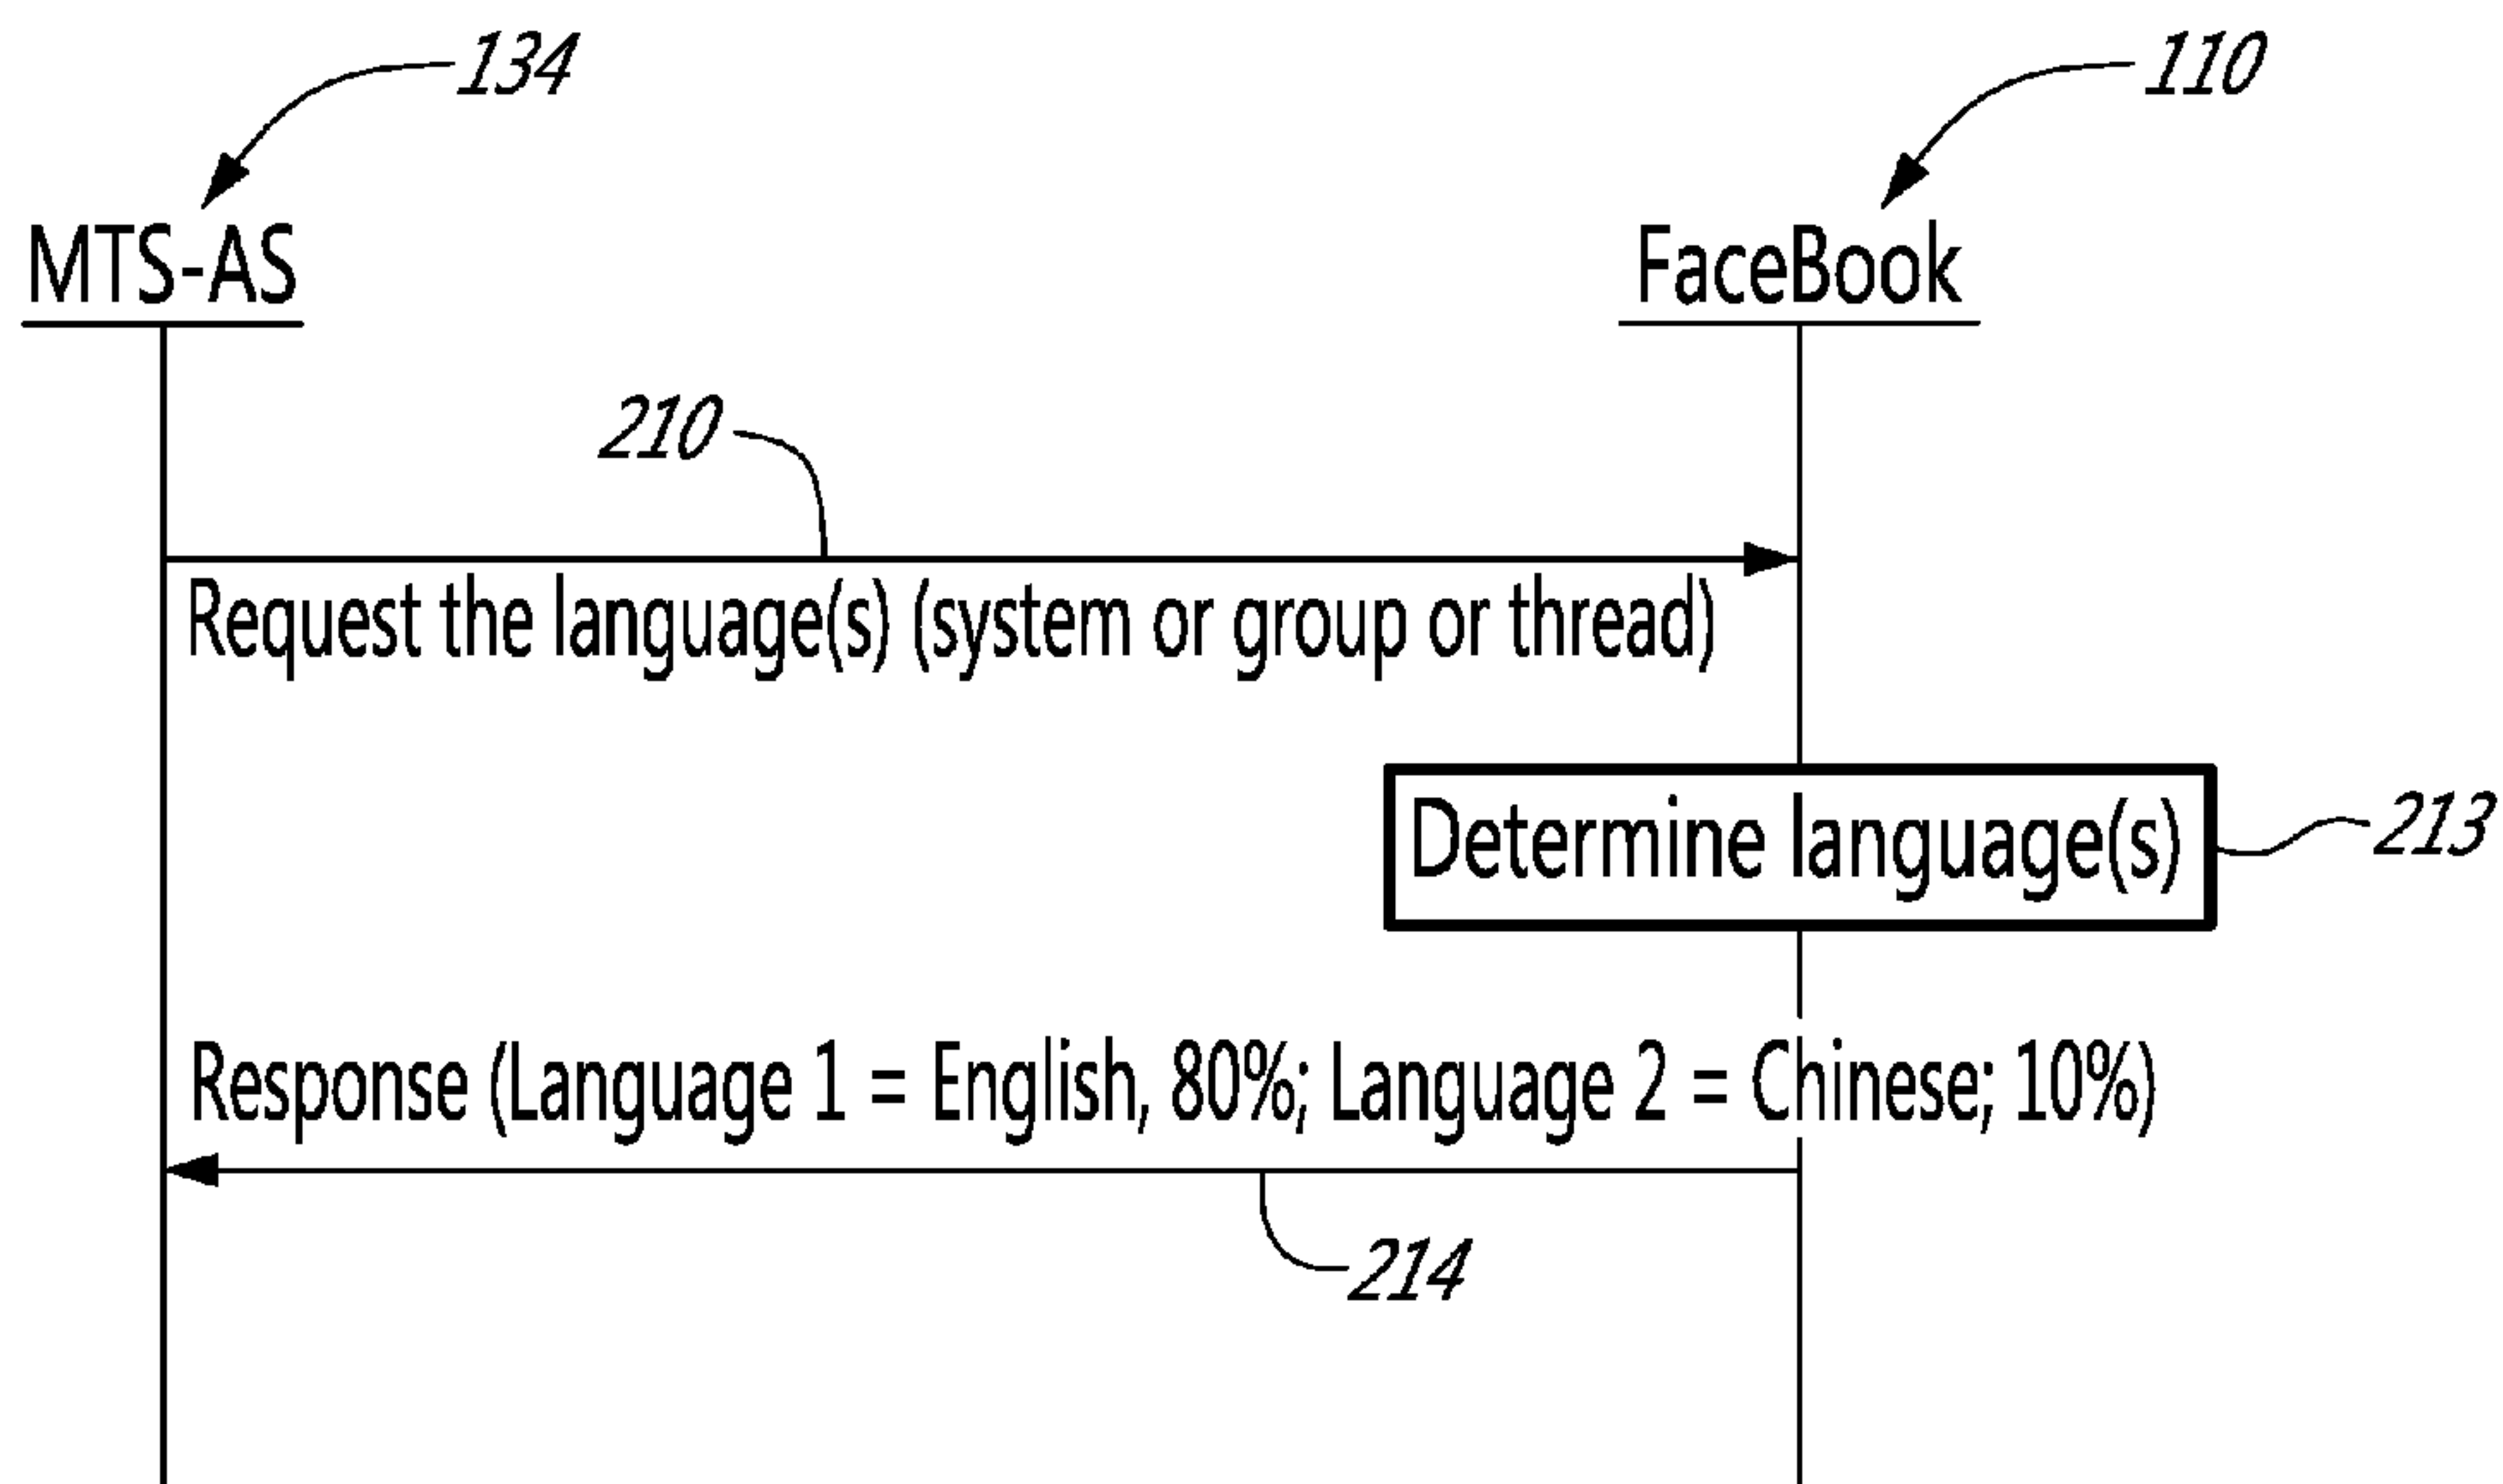 134
110
MTS-AS
FaceBook
210
Request the language(s) (system or group or thread)
Determine language(s)
213
Response (Language 1 = English, 80%; Language 2 = Chinese; 10%)
214